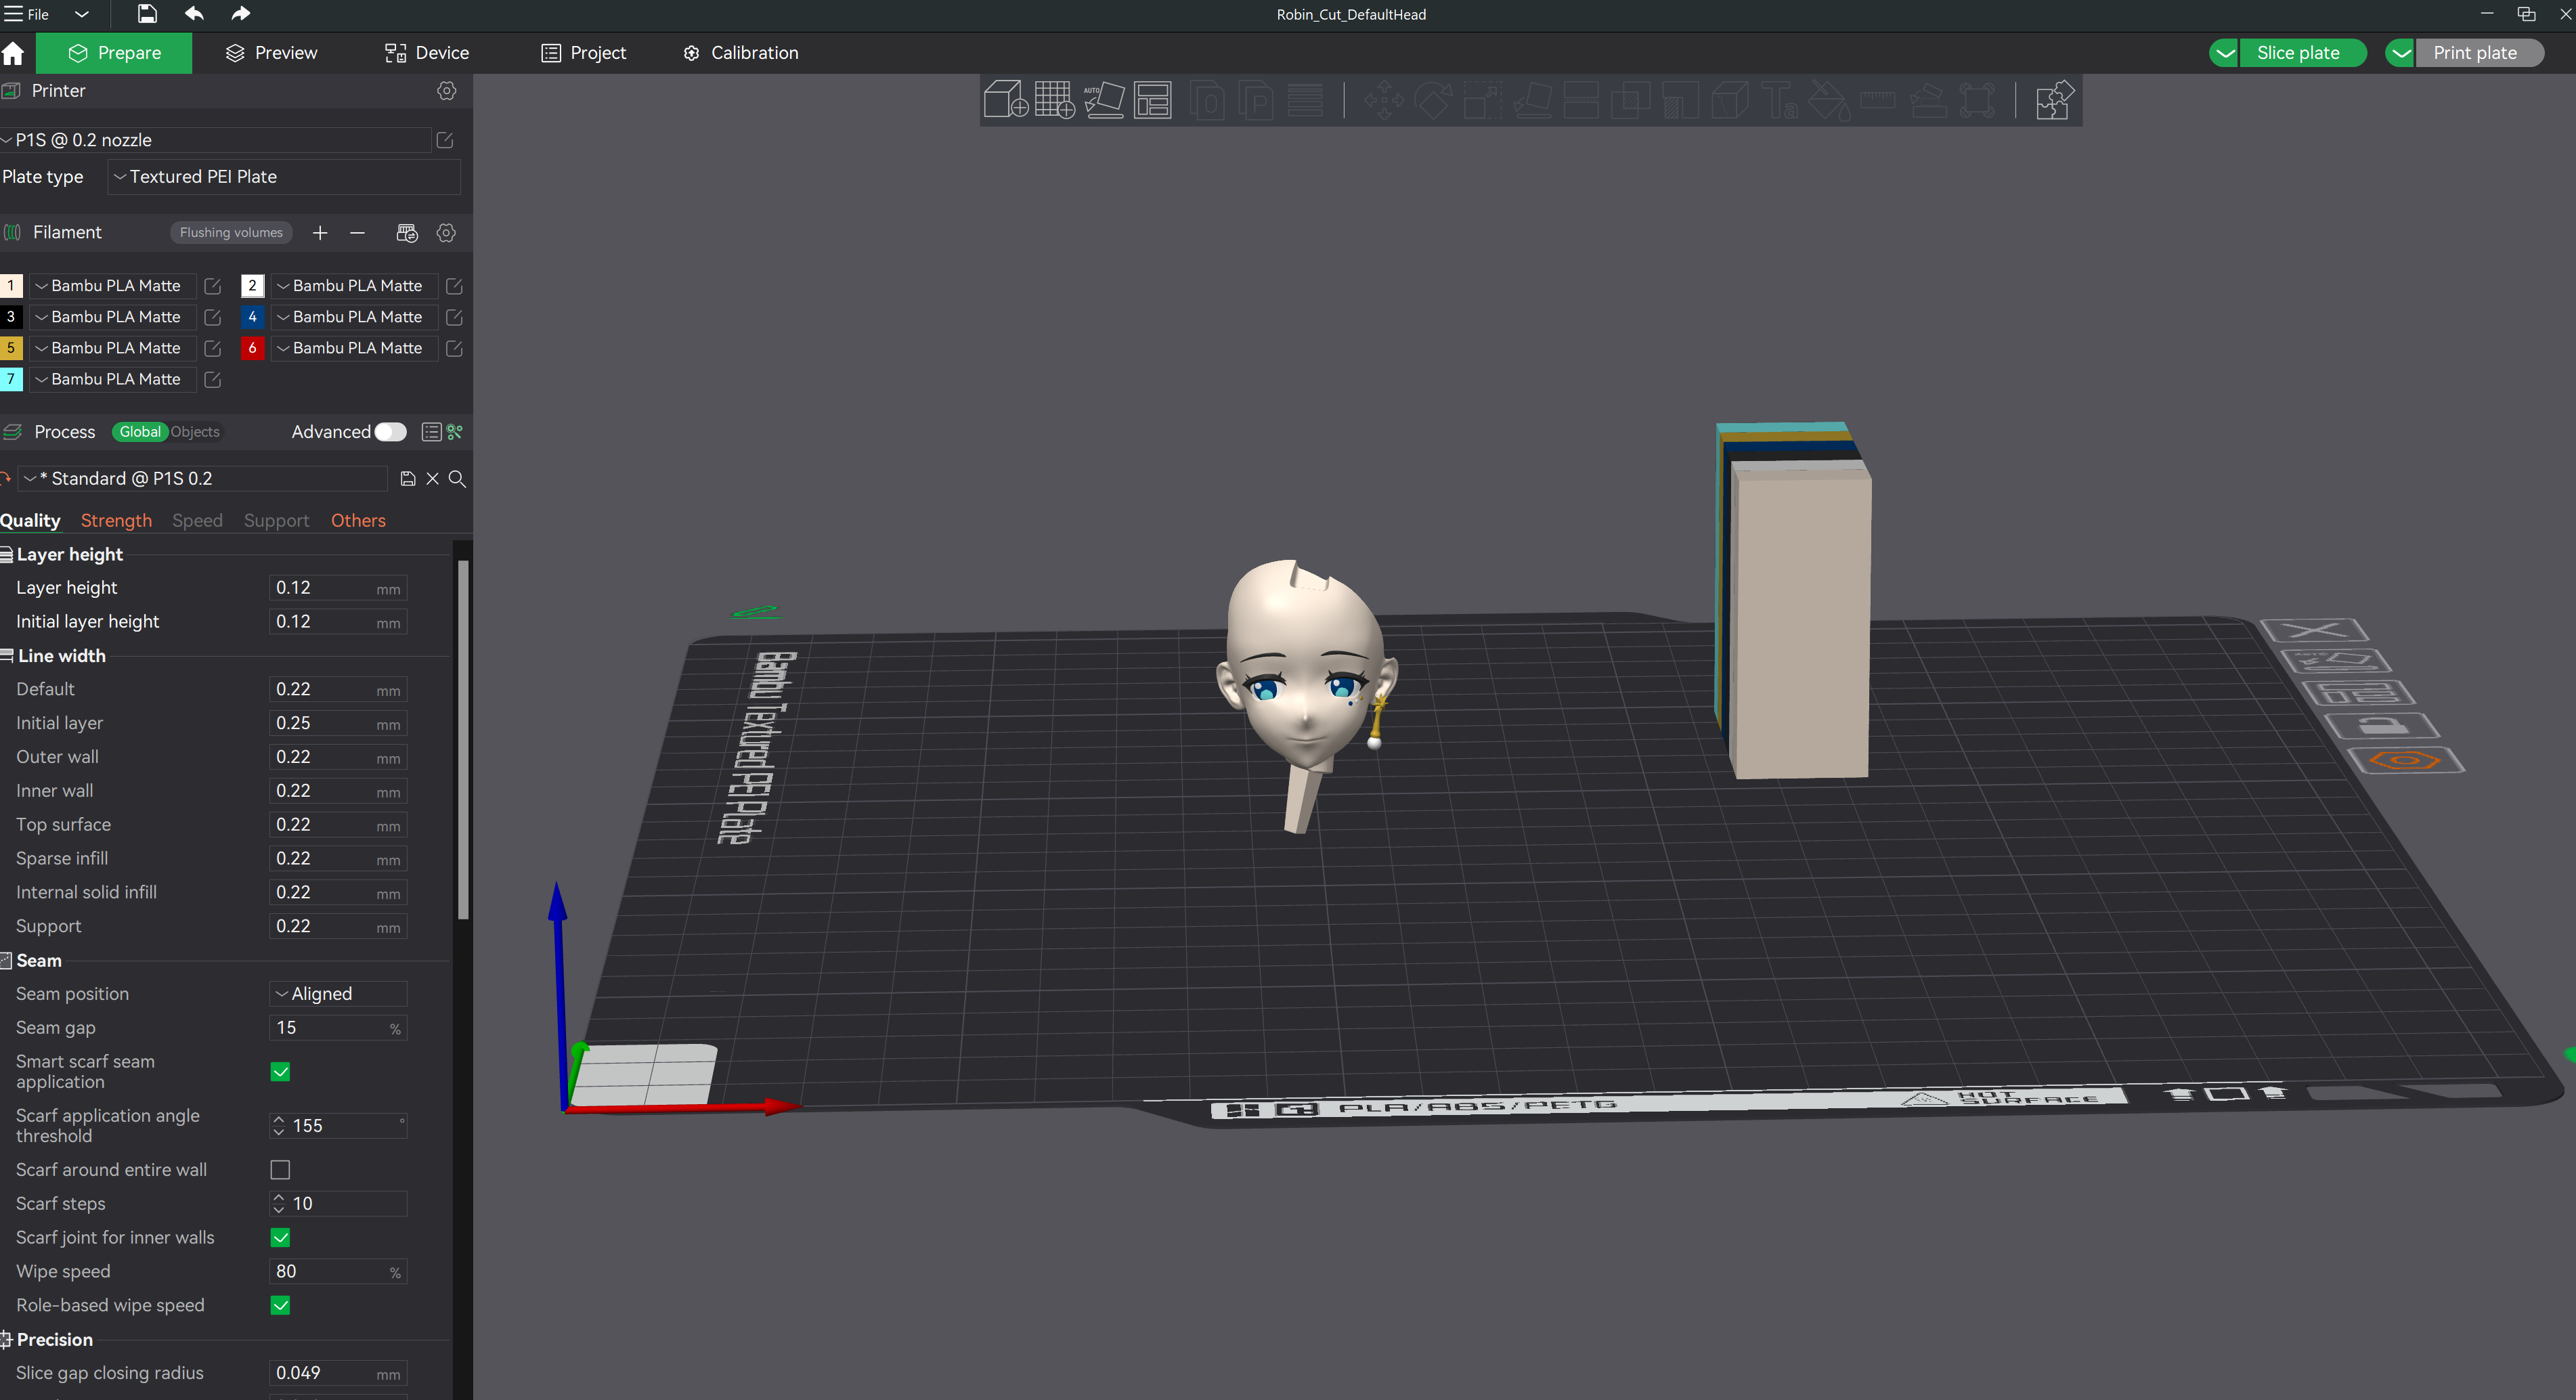 File
Robin_Cut_DefaultHead
Prepare
Preview
Device
Project
Calibration
Slice plate
Print plate
Printer
P1S @ 0.2 nozzle
Plate type
Textured PEI Plate
Filament
Flushing volumes
1 Bambu PLA Matte
2 Bambu PLA Matte
3 Bambu PLA Matte
4 Bambu PLA Matte
5 Bambu PLA Matte
6 Bambu PLA Matte
7 Bambu PLA Matte
Process
Global
Objects
Advanced
* Standard @ P1S 0.2
Quality
Strength
Speed
Support
Others
Layer height
Layer height 0.12 mm
Initial layer height 0.12 mm
Line width
Default 0.22 mm
Initial layer 0.25 mm
Outer wall 0.22 mm
Inner wall 0.22 mm
Top surface 0.22 mm
Sparse infill 0.22 mm
Internal solid infill 0.22 mm
Support 0.22 mm
Seam
Seam position Aligned
Seam gap 15 %
Smart scarf seam
application
Scarf application angle
threshold 155 °
Scarf around entire wall
Scarf steps 10
Scarf joint for inner walls
Wipe speed 80 %
Role-based wipe speed
Precision
Slice gap closing radius 0.049 mm
AUTO
Ta
Bambu Textured PEI Plate
PLA/ABS/PETG
HOT
SURFACE